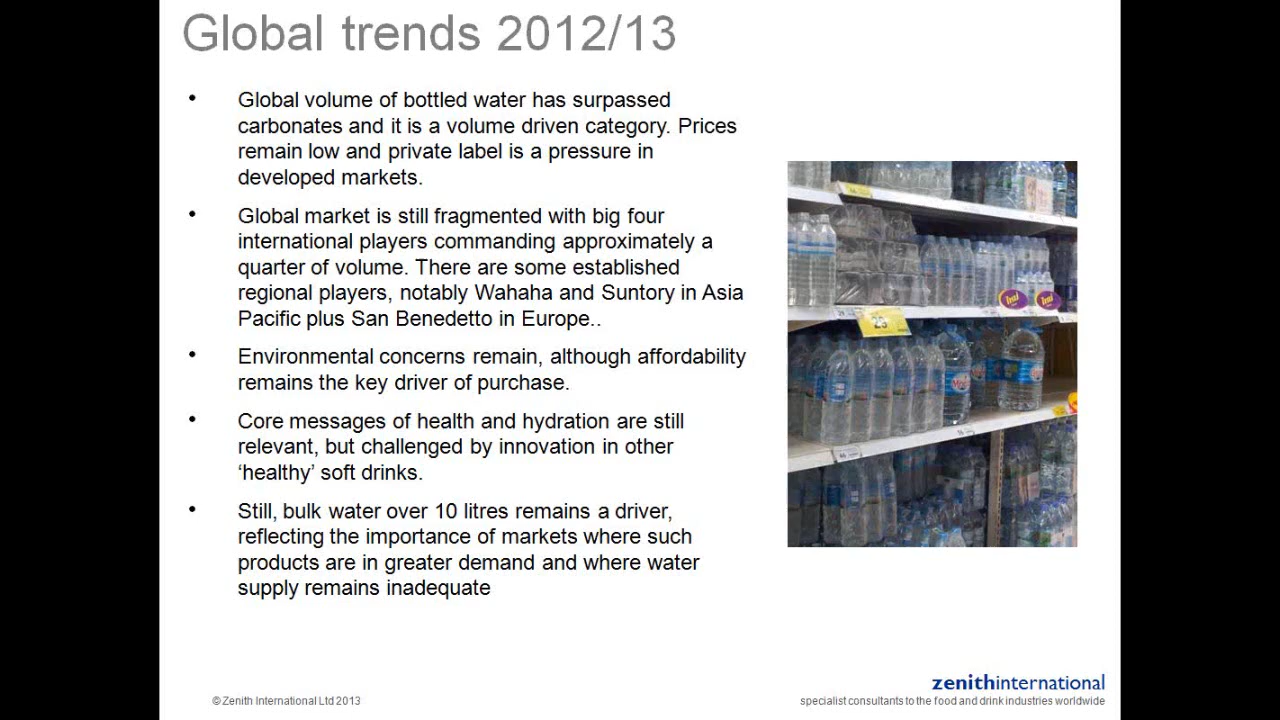 Global trends 2012/13
• Global volume of bottled water has surpassed
carbonates and it is a volume driven category. Prices
remain low and private label is a pressure in
developed markets.
• Global market is still fragmented with big four
international players commanding approximately a
quarter of volume. There are some established
regional players, notably Wahaha and Suntory in Asia
Pacific plus San Benedetto in Europe..
• Environmental concerns remain, although affordability
remains the key driver of purchase.
• Core messages of health and hydration are still
relevant, but challenged by innovation in other
‘healthy’ soft drinks.
• Still, bulk water over 10 litres remains a driver,
reflecting the importance of markets where such
products are in greater demand and where water
supply remains inadequate
25
zenithinternational
© Zenith International Ltd 2013
specialist consultants to the food and drink industries worldwide